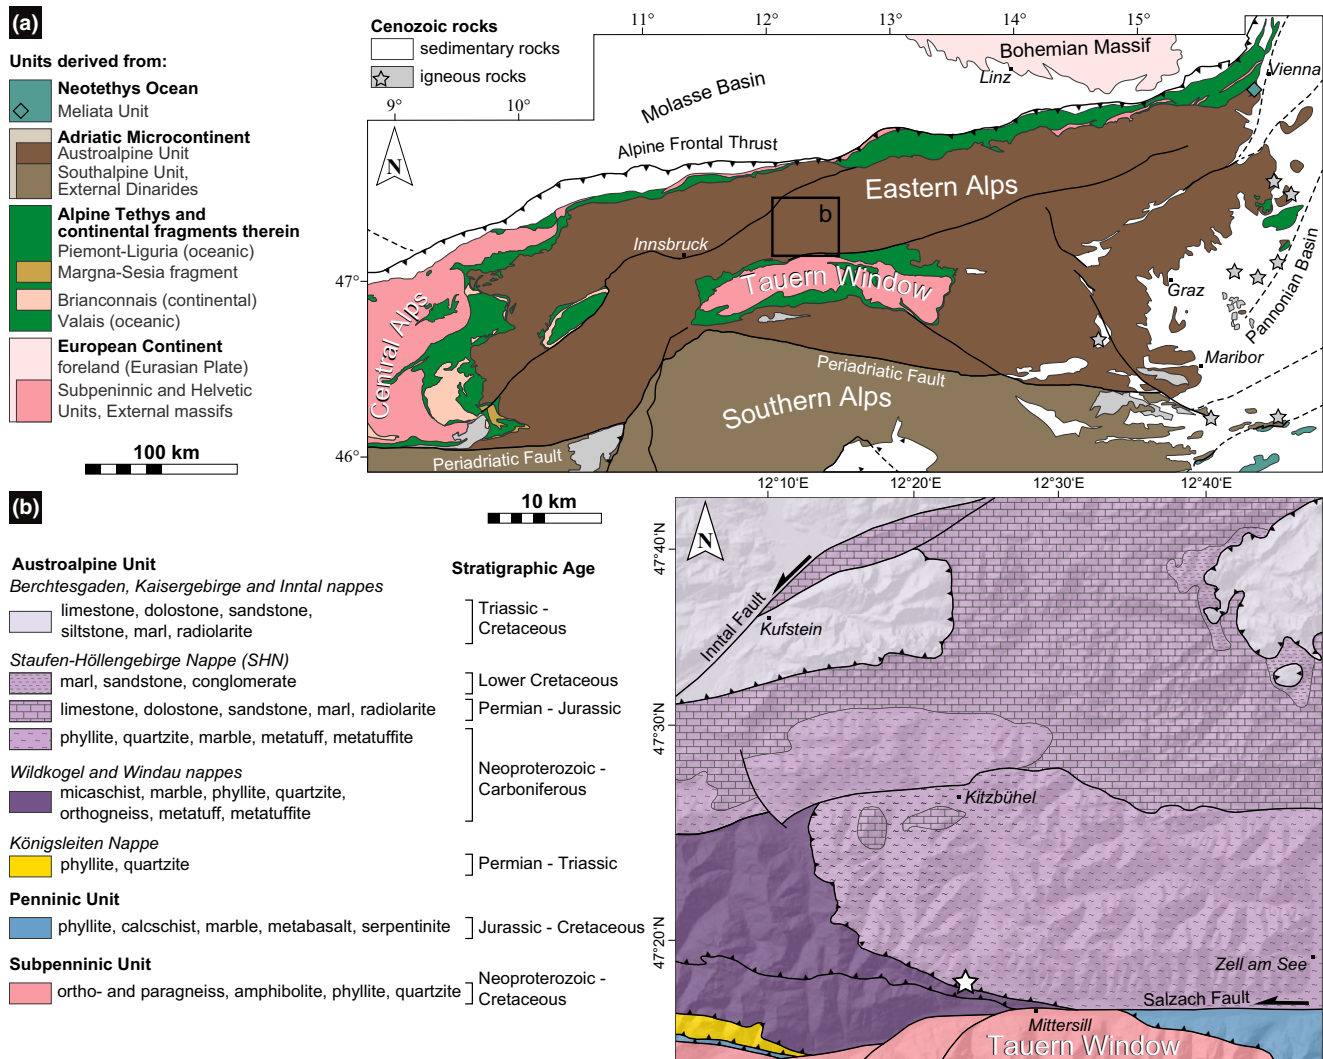 (a)
Units derived from:
Neotethys Ocean
Meliata Unit
Adriatic Microcontinent
Austroalpine Unit
Southalpine Unit,
External Dinarides
Alpine Tethys and
continental fragments therein
Piemont-Liguria (oceanic)
Margna-Sesia fragment
Brianconnais (continental)
Valais (oceanic)
European Continent
foreland (Eurasian Plate)
Subpeninnic and Helvetic
Units, External massifs
100 km
Cenozoic rocks
sedimentary rocks
igneous rocks
9°
10°
11°
12°
13°
14°
15°
47°
46°
N
Molasse Basin
Alpine Frontal Thrust
Bohemian Massif
Linz
Vienna
Eastern Alps
b
Innsbruck
Tauern Window
Central Alps
Graz
Pannonian Basin
Maribor
Periadriatic Fault
Southern Alps
Periadriatic Fault
(b)
10 km
Austroalpine Unit
Stratigraphic Age
Berchtesgaden, Kaisergebirge and Inntal nappes
limestone, dolostone, sandstone,
siltstone, marl, radiolarite
Triassic -
Cretaceous
Staufen-Höllengebirge Nappe (SHN)
marl, sandstone, conglomerate
Lower Cretaceous
limestone, dolostone, sandstone, marl, radiolarite
Permian - Jurassic
phyllite, quartzite, marble, metatuff, metatuffite
Neoproterozoic -
Carboniferous
Wildkogel and Windau nappes
micaschist, marble, phyllite, quartzite,
orthogneiss, metatuff, metatuffite
Königsleiten Nappe
phyllite, quartzite
Permian - Triassic
Penninic Unit
phyllite, calcschist, marble, metabasalt, serpentinite
Jurassic - Cretaceous
Subpenninic Unit
ortho- and paragneiss, amphibolite, phyllite, quartzite
Neoproterozoic -
Cretaceous
12°10'E
12°20'E
12°30'E
12°40'E
47°40'N
47°30'N
47°20'N
N
Inntal Fault
Kufstein
Kitzbühel
Zell am See
Salzach Fault
Mittersill
Tauern Window